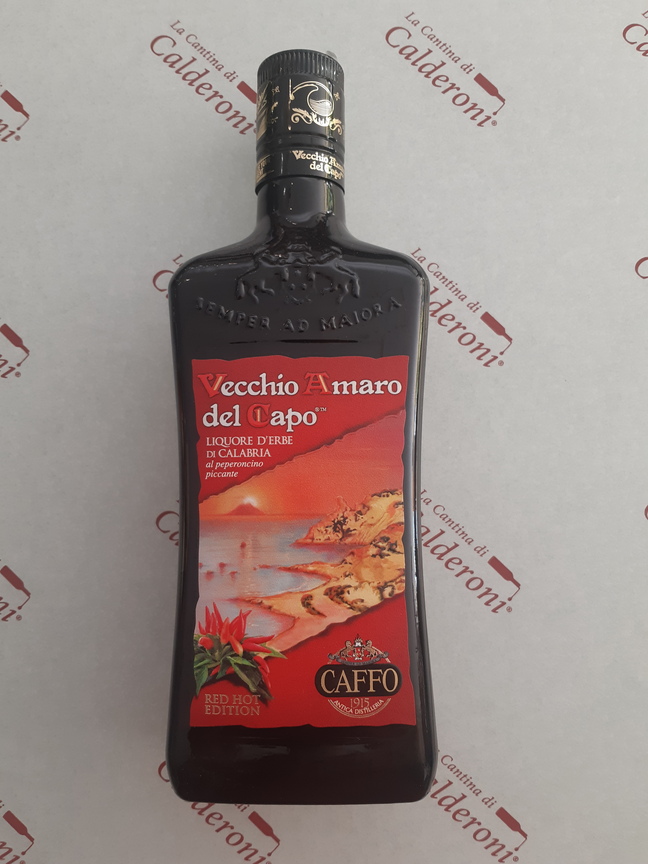 La Cantina di
Calderoni®
La Cantina di
Calderoni®
Vecchio Amaro
del Capo
SEMPER AD MAIORA
Vecchio Amaro
del Capo®™
LIQUORE D'ERBE
DI CALABRIA
al peperoncino
piccante
RED HOT
EDITION
CAFFO
1915
ANTICA DISTILLERIA
La Cantina di
Calderoni®
La Cantina di
Calderoni®
Cantina di
Calderoni®